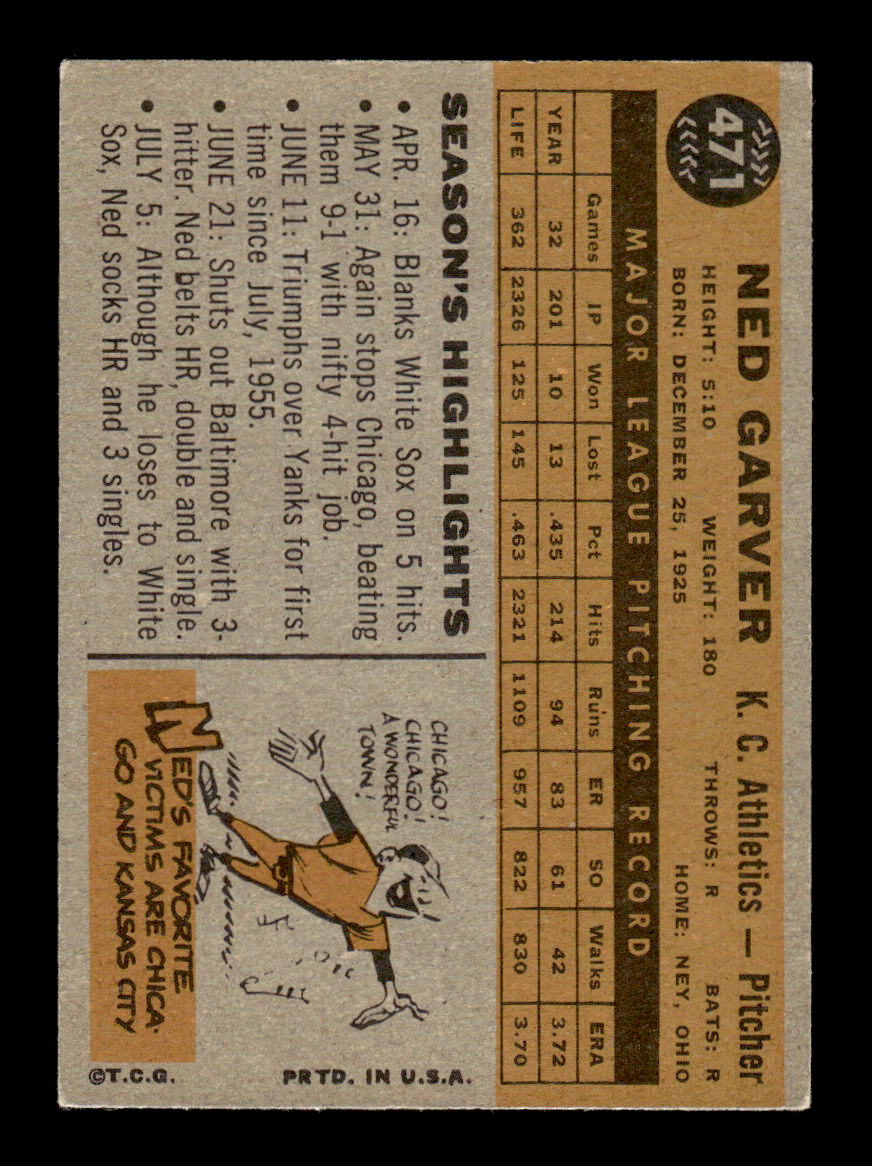 471
NED GARVER K. C. Athletics — Pitcher
HEIGHT: 5:10 WEIGHT: 180 THROWS: R BATS: R
BORN: DECEMBER 25, 1925 HOME: NEY, OHIO
MAJOR LEAGUE PITCHING RECORD
Games IP Won Lost Pct Hits Runs ER SO Walks ERA
YEAR 32 201 10 13 .435 214 94 83 61 42 3.72
LIFE 362 2326 125 145 .463 2321 1109 957 822 830 3.70
SEASON'S HIGHLIGHTS
• APR. 16: Blanks White Sox on 5 hits.
• MAY 31: Again stops Chicago, beating
them 9-1 with nifty 4-hit job.
• JUNE 11: Triumphs over Yanks for first
time since July, 1955.
• JUNE 21: Shuts out Baltimore with 3-
hitter. Ned belts HR, double and single.
• JULY 5: Although he loses to White
Sox, Ned socks HR and 3 singles.
CHICAGO!
CHICAGO!
A WONDERFUL
TOWN!
NED'S FAVORITE
VICTIMS ARE CHICA-
GO AND KANSAS CITY
©T.C.G. PRTD. IN U.S.A.